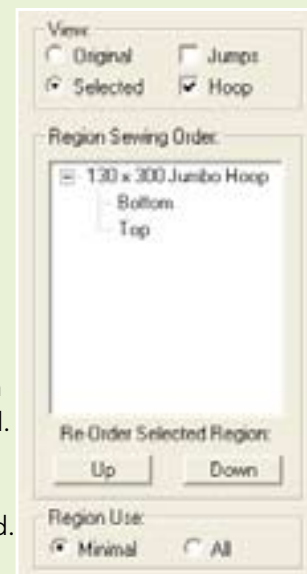 View:
Original Jumps
Selected Hoop
Region Sewing Order:
130 x 300 Jumbo Hoop
Bottom
Top
Re-Order Selected Region:
Up Down
Region Use:
Minimal All